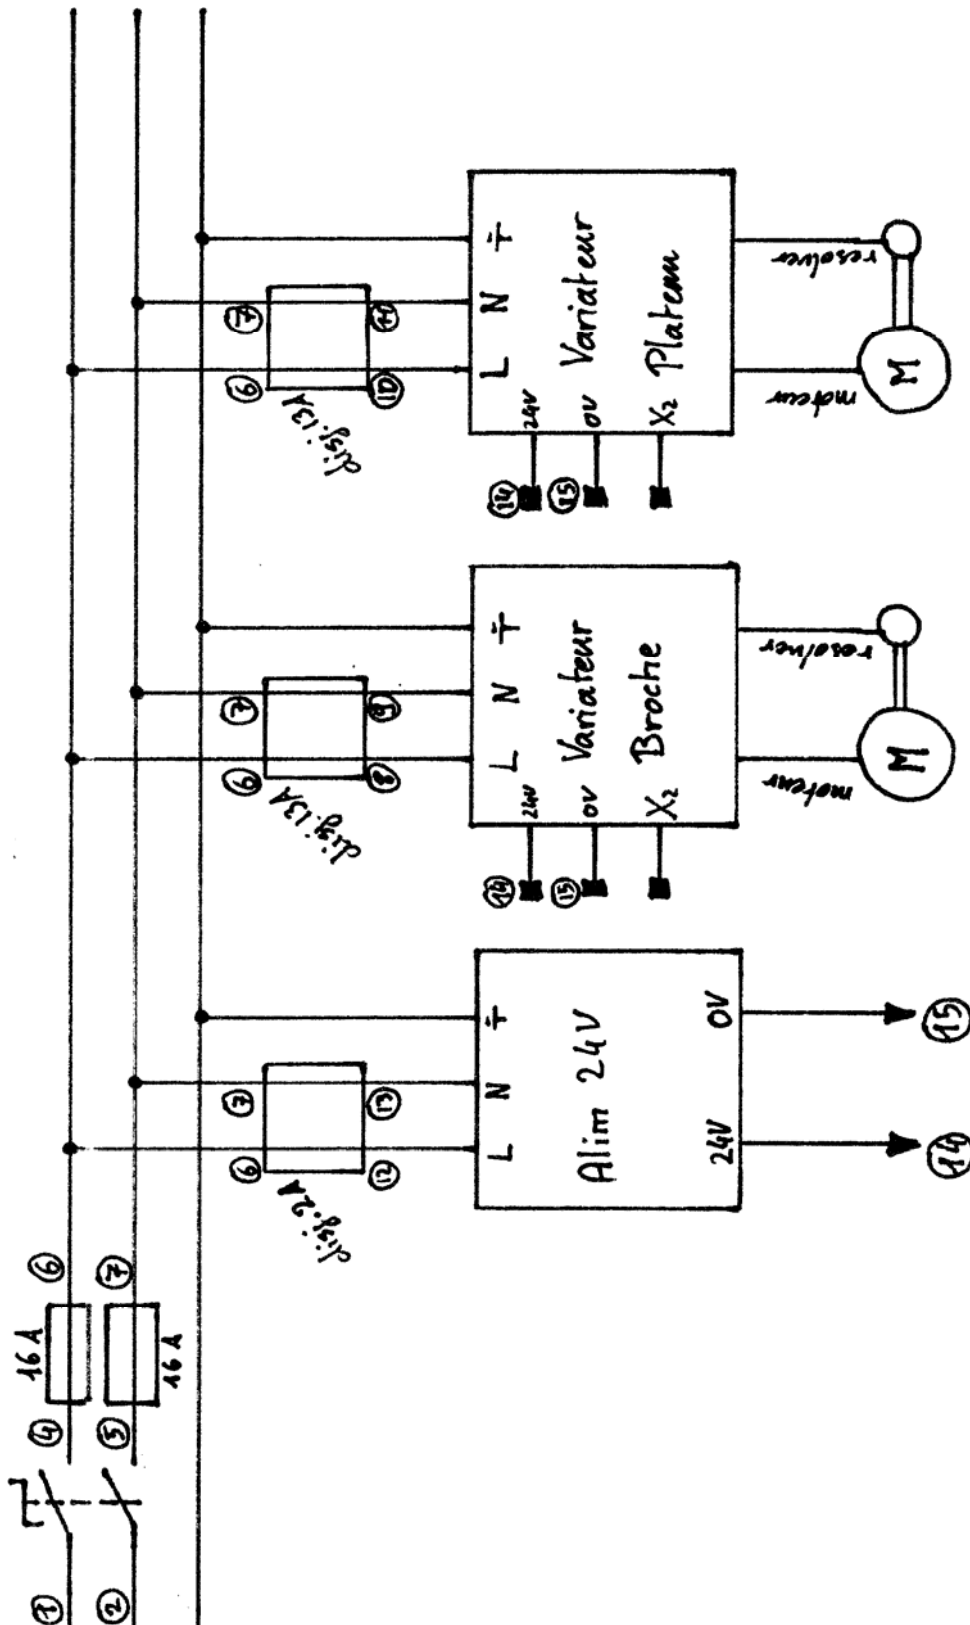 ①
②
④
⑤
16 A
16 A
⑥
⑦
disj. 2A
⑥
⑦
⑫
⑬
L
N
Alim 24V
24V
0V
⑭
⑮
disj. 13A
⑥
⑦
⑧
⑨
L
N
Variateur
Broche
24V
0V
X2
⑭
⑮
moteur
resolver
M
disj. 13A
⑥
⑦
⑩
⑪
L
N
Variateur
Plateau
24V
0V
X2
⑭
⑮
moteur
resolver
M